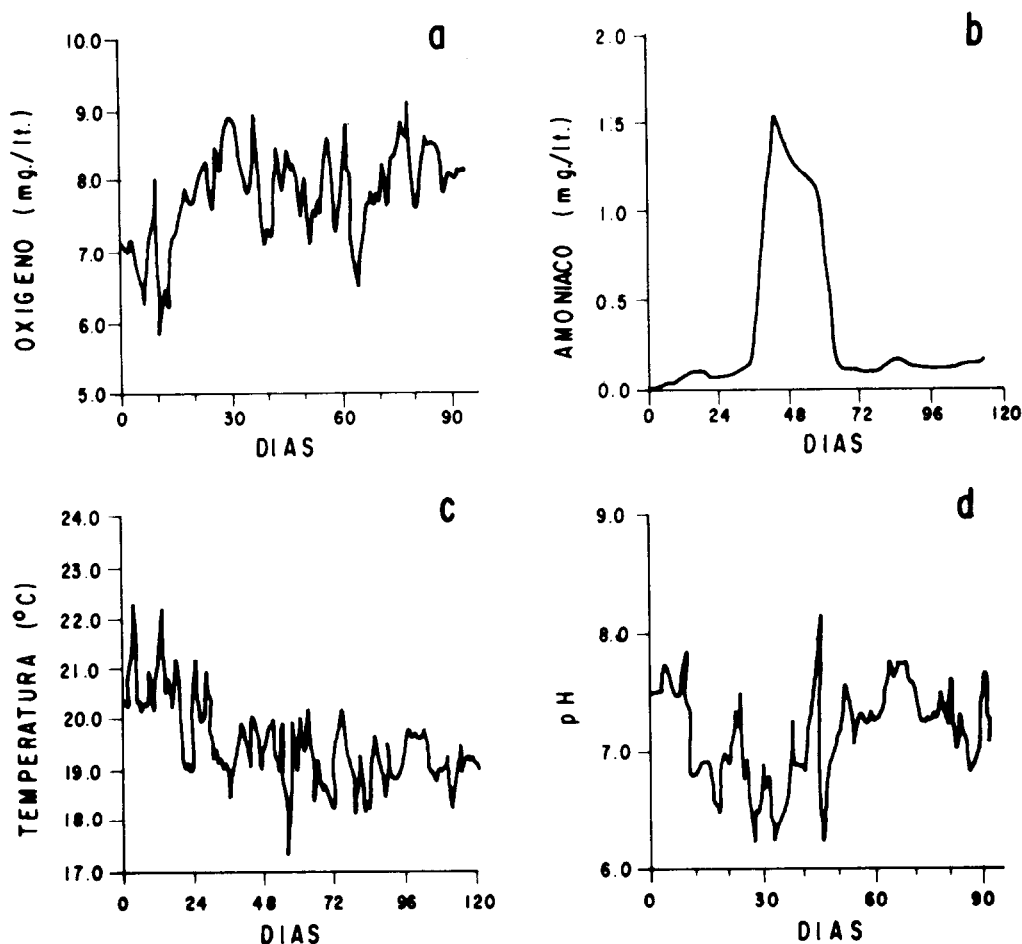 a
OXIGENO (mg./lt.)
10.0
9.0
8.0
7.0
6.0
5.0
0 30 60 90
DIAS
b
AMONIACO (mg./lt.)
2.0
1.5
1.0
0.5
0.0
0 24 48 72 96 120
DIAS
c
TEMPERATURA (ºC)
24.0
23.0
22.0
21.0
20.0
19.0
18.0
17.0
0 24 48 72 96 120
DIAS
d
pH
9.0
8.0
7.0
6.0
0 30 60 90
DIAS